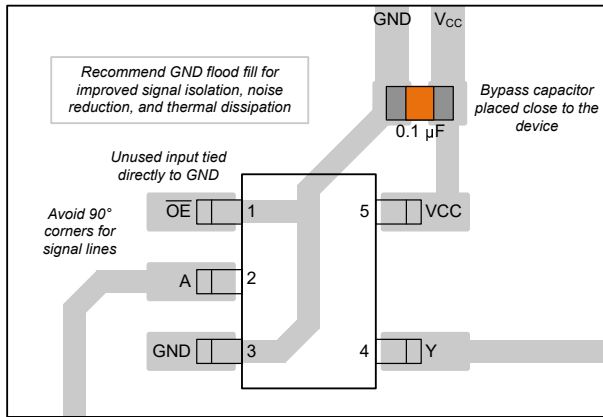 GND V_CC
Recommend GND flood fill for
improved signal isolation, noise
reduction, and thermal dissipation
Bypass capacitor
placed close to the
device
0.1 µF
Unused input tied
directly to GND
O̅E̅ 1 5 VCC
Avoid 90°
corners for
signal lines
A 2
GND 3 4 Y